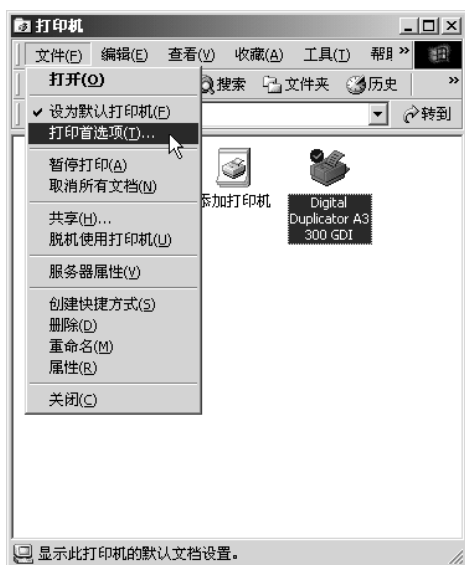 打印机
文件(F) 编辑(E) 查看(V) 收藏(A) 工具(T) 帮 »
打开(O)
搜索 文件夹 历史 »
✓ 设为默认打印机(F)
转到
打印首选项(T)...
暂停打印(A)
取消所有文档(N)
添加打印机
Digital
Duplicator A3
300 GDI
共享(H)...
脱机使用打印机(U)
服务器属性(V)
创建快捷方式(S)
删除(D)
重命名(M)
属性(R)
关闭(C)
显示此打印机的默认文档设置。